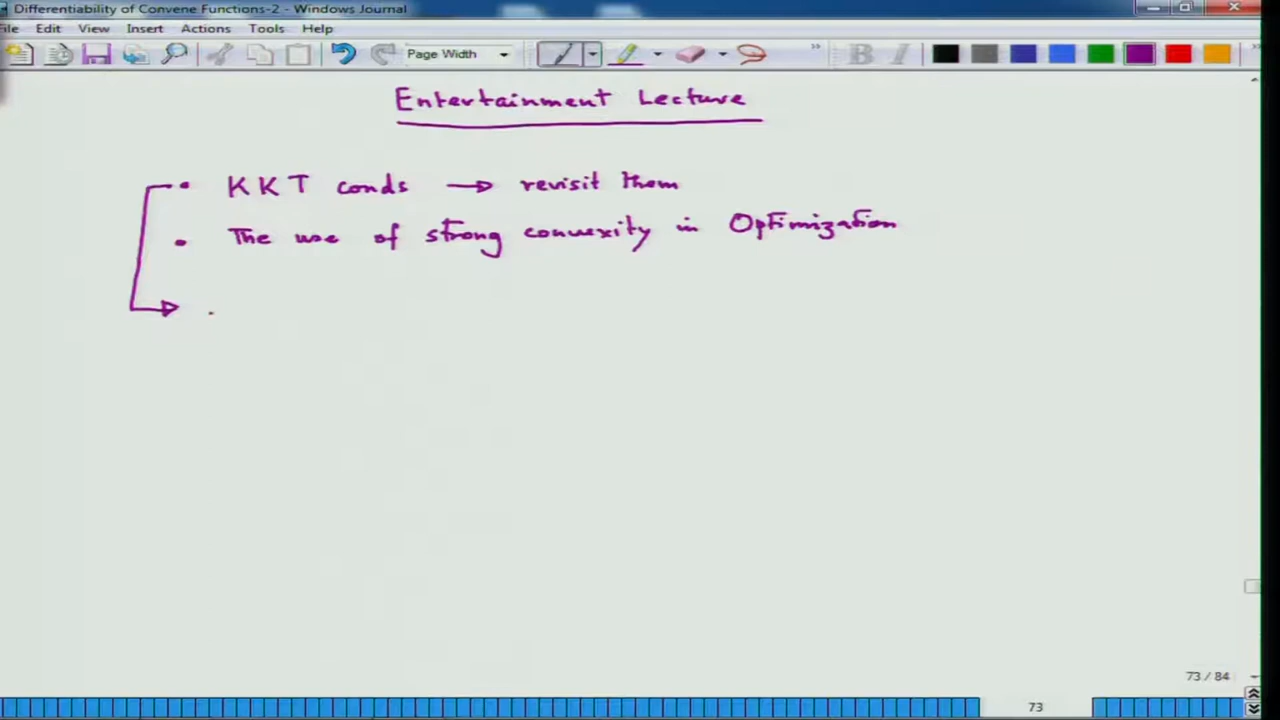 Differentiability of Convene Functions-2 - Windows Journal
File Edit View Insert Actions Tools Help
Page Width
B I
Entertainment Lecture
• KKT conds → revisit them
• The use of strong convexity in Optimization
73 / 84
73